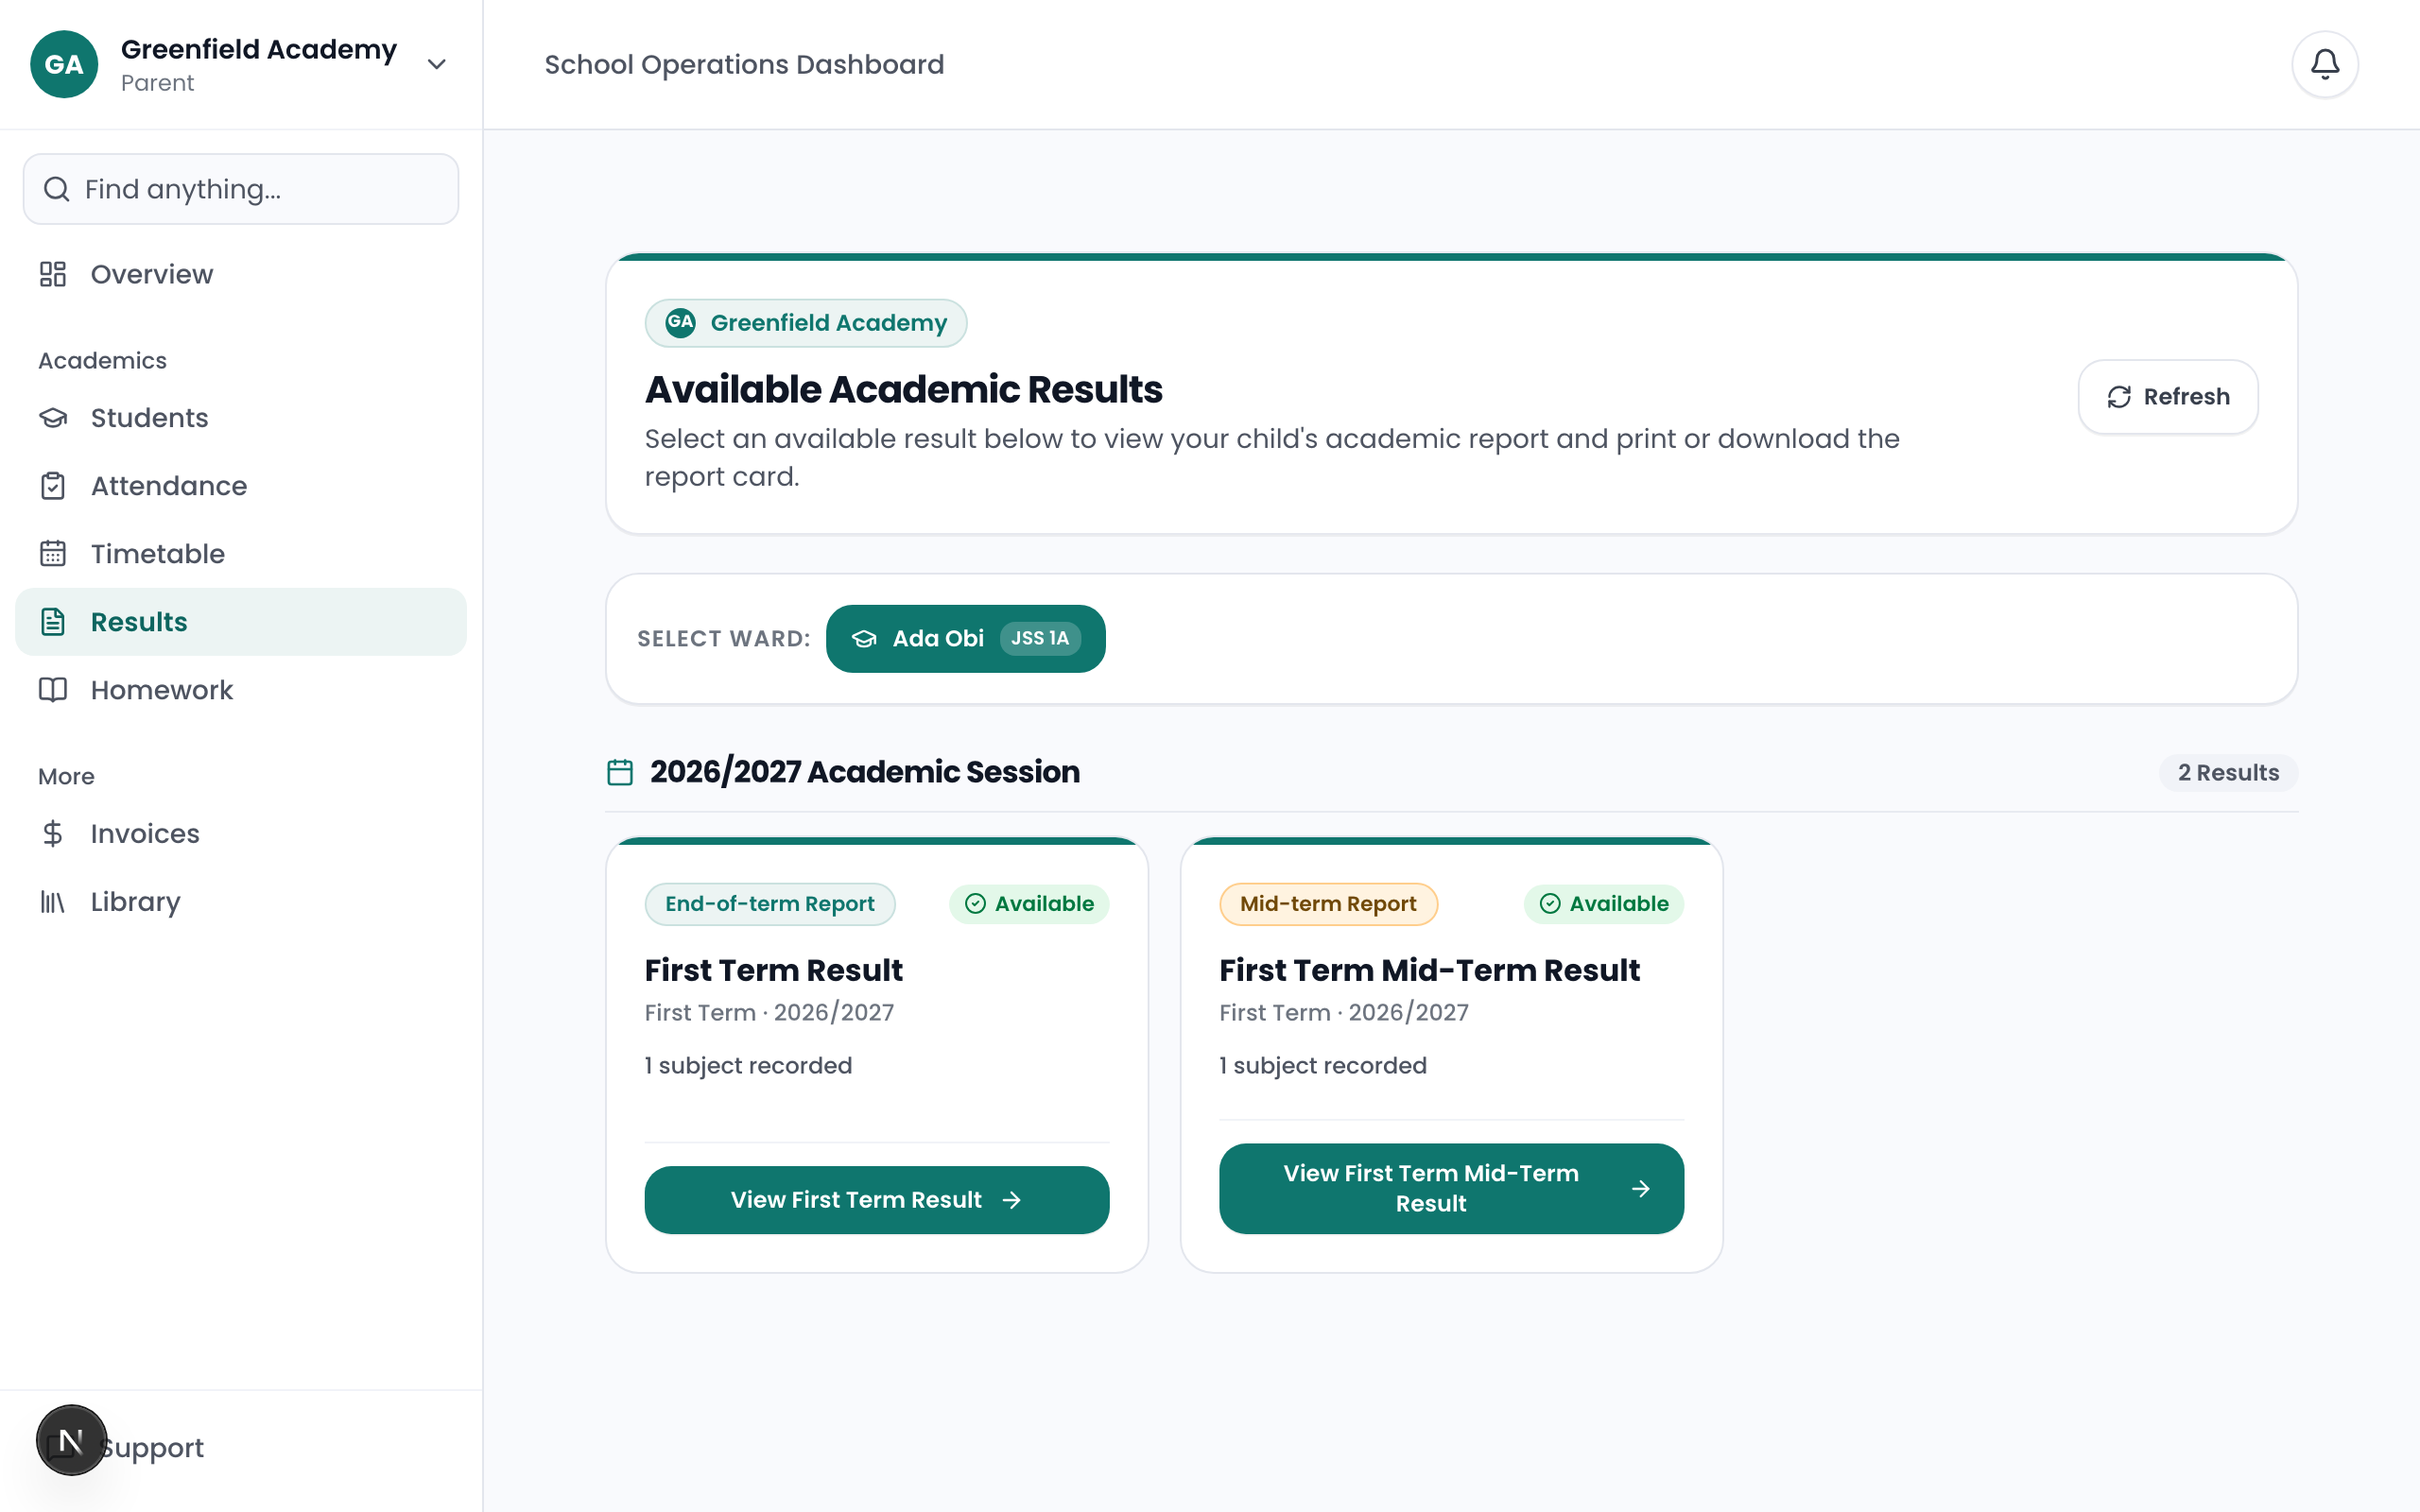 GA
Greenfield Academy
Parent
School Operations Dashboard
Find anything...
Overview
Academics
Students
Attendance
Timetable
Results
Homework
More
Invoices
Library
N
Support
GA Greenfield Academy
Available Academic Results
Select an available result below to view your child's academic report and print or download the
report card.
Refresh
SELECT WARD: Ada Obi JSS 1A
2026/2027 Academic Session
2 Results
End-of-term Report Available
First Term Result
First Term · 2026/2027
1 subject recorded
View First Term Result
Mid-term Report Available
First Term Mid-Term Result
First Term · 2026/2027
1 subject recorded
View First Term Mid-Term
Result